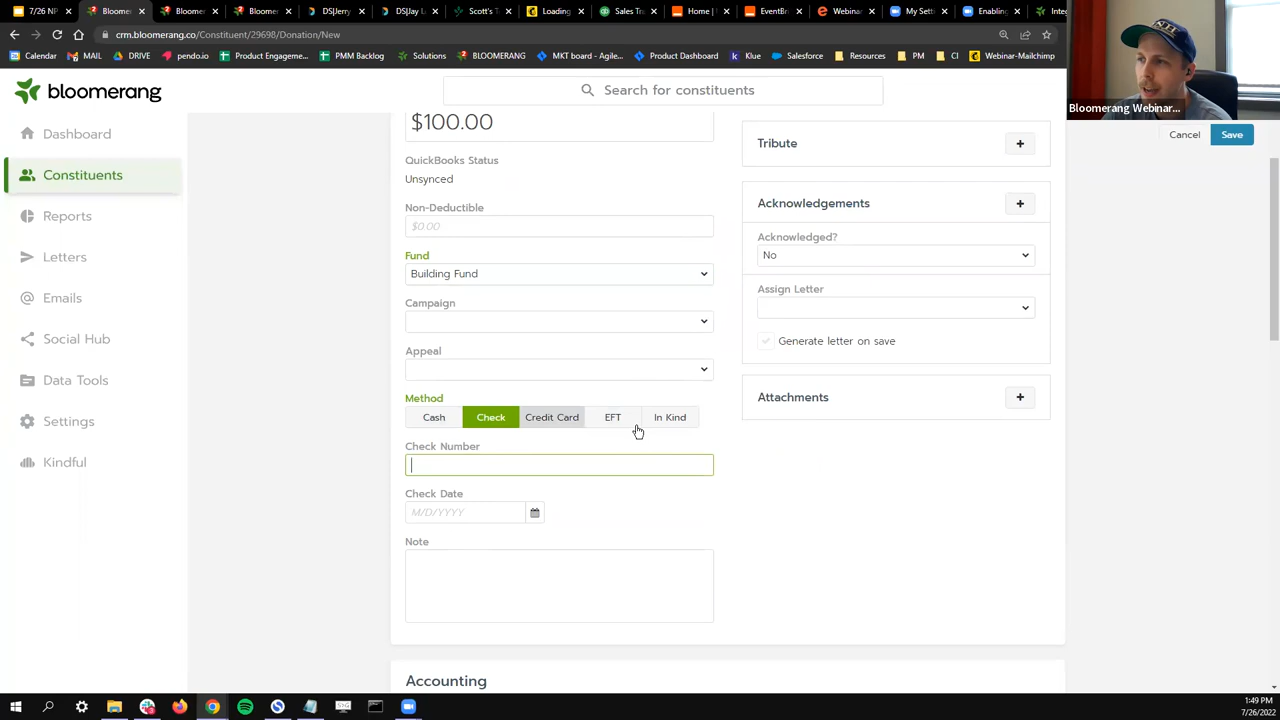 7/26 NP
Bloomer
Bloomer
Bloomer
DSJerry
DSJay L
Scott's T
Loading
Sales Tra
Home |
EventBri
Webinar
My Sett
Enabling
Inte
crm.bloomerang.co/Constituent/29698/Donation/New
Calendar
Gmail
DRIVE
pendo.io
Product Engageme...
PMM Backlog
Solutions
BLOOMERANG
MKT board - Agile...
Product Dashboard
Klue
Salesforce
Resources
PM
CI
Webinar-Mailchimp
Bloomerang Webinar...
bloomerang
Search for constituents
Cancel
Save
Dashboard
Constituents
Reports
Letters
Emails
Social Hub
Data Tools
Settings
Kindful
$100.00
QuickBooks Status
Unsynced
Non-Deductible
$0.00
Fund
Building Fund
Campaign
Appeal
Method
Cash
Check
Credit Card
EFT
In Kind
Check Number
Check Date
M/D/YYYY
Note
Tribute
Acknowledgements
Acknowledged?
No
Assign Letter
Generate letter on save
Attachments
Accounting
1:49 PM
7/26/2022